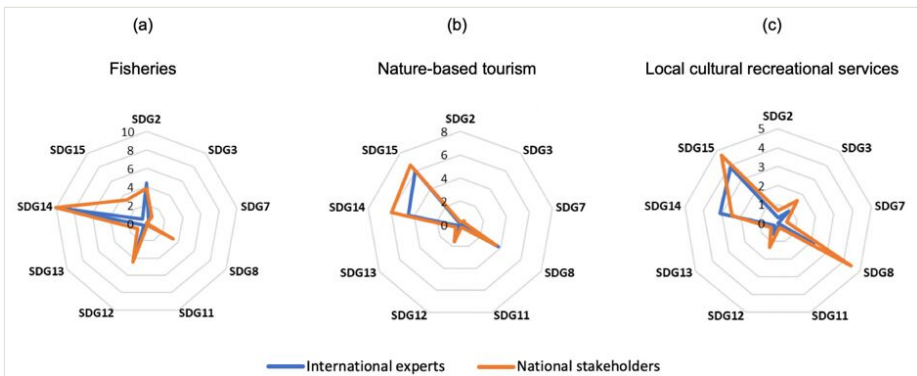 (a)
(b)
(c)
Fisheries
Nature-based tourism
Local cultural recreational services
SDG2
10
8
6
4
2
0
SDG3
SDG7
SDG8
SDG11
SDG12
SDG13
SDG14
SDG15
SDG2
8
6
4
2
0
SDG3
SDG7
SDG8
SDG11
SDG12
SDG13
SDG14
SDG15
SDG2
5
4
3
2
1
0
SDG3
SDG7
SDG8
SDG11
SDG12
SDG13
SDG14
SDG15
International experts
National stakeholders